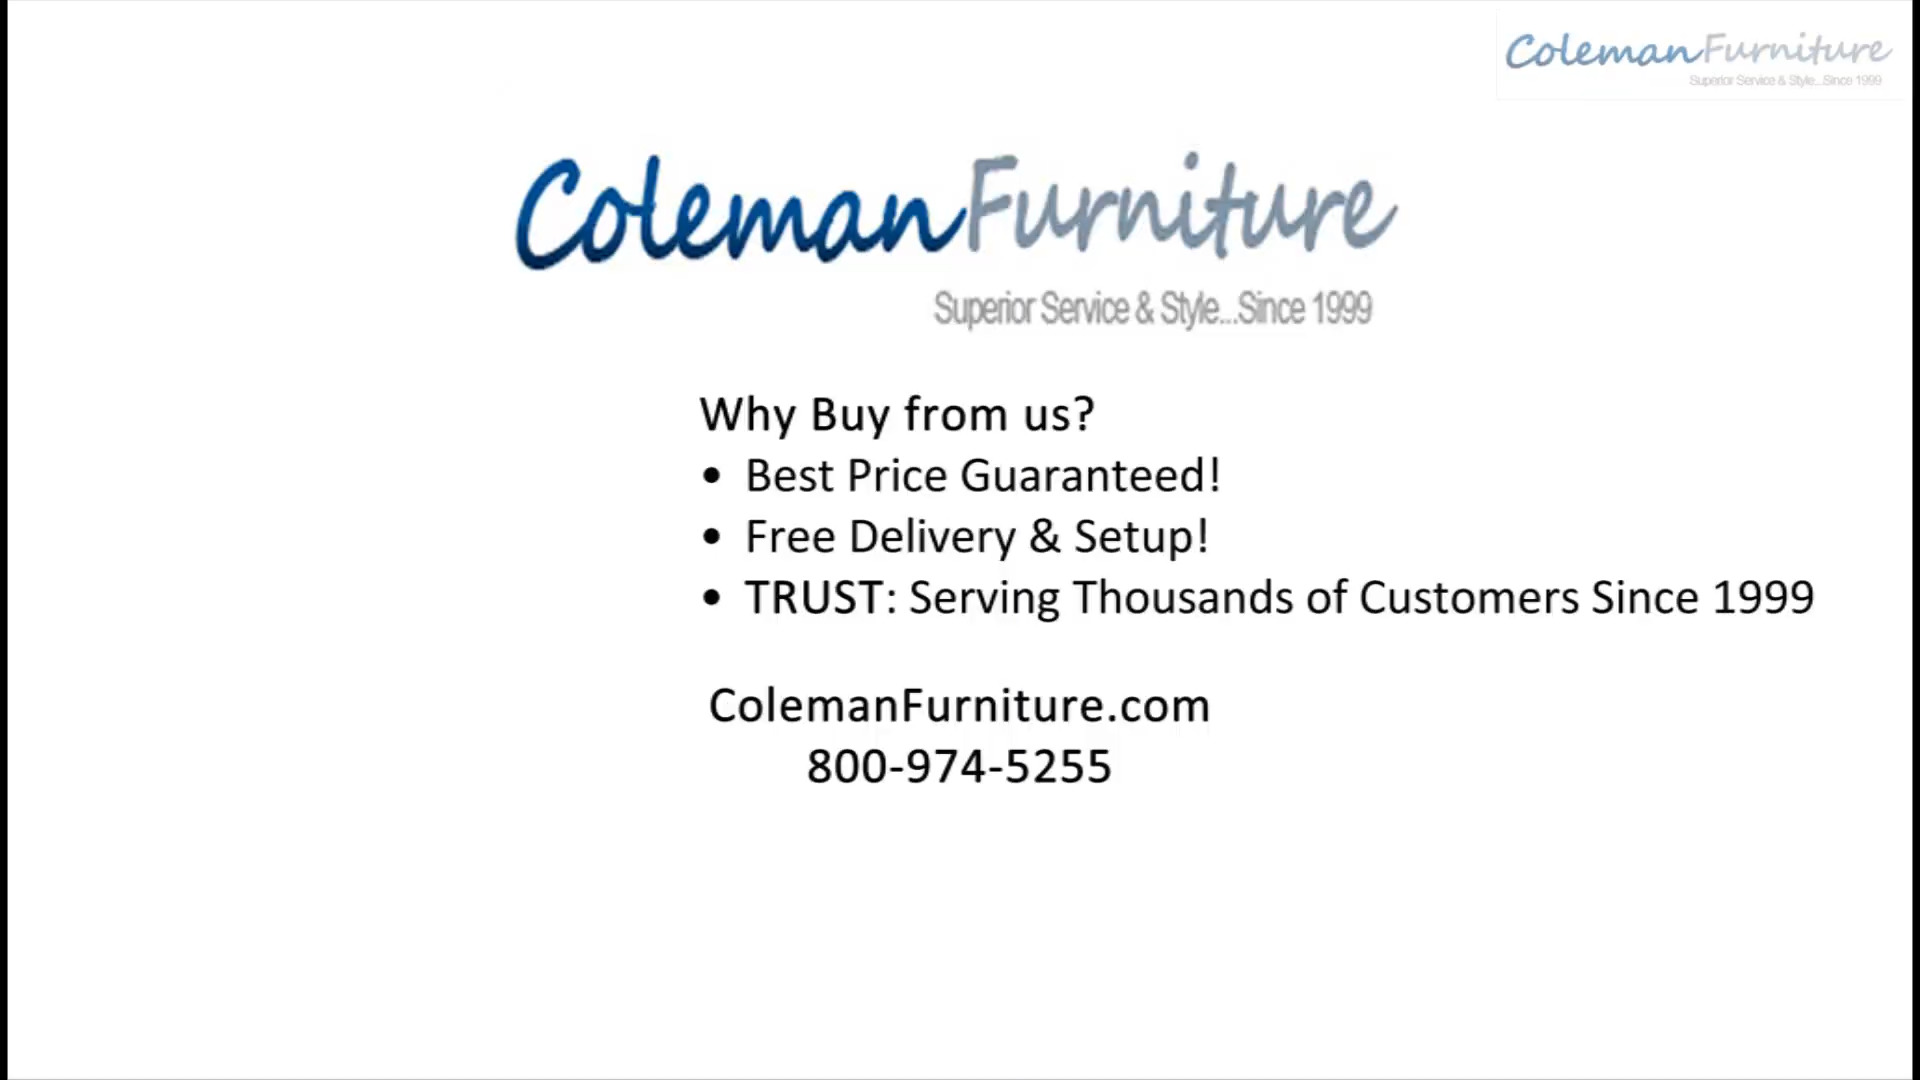 ColemanFurniture
Superior Service & Style...Since 1999
ColemanFurniture
Superior Service & Style...Since 1999
Why Buy from us?
• Best Price Guaranteed!
• Free Delivery & Setup!
• TRUST: Serving Thousands of Customers Since 1999
ColemanFurniture.com
800-974-5255